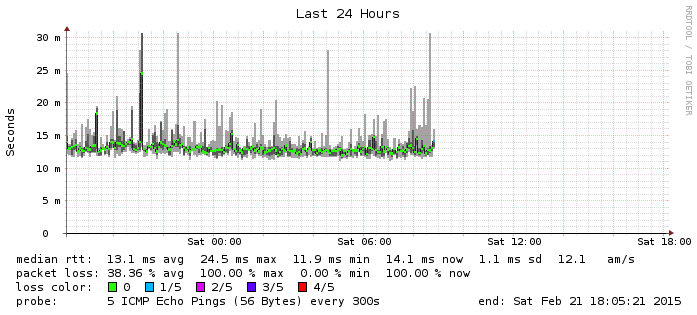 Last 24 Hours
RRDTOOL / TOBI OETIKER
Seconds
30 m
25 m
20 m
15 m
10 m
5 m
0
Sat 00:00 Sat 06:00 Sat 12:00 Sat 18:00
median rtt: 13.1 ms avg 24.5 ms max 11.9 ms min 14.1 ms now 1.1 ms sd 12.1 am/s
packet loss: 38.36 % avg 100.00 % max 0.00 % min 100.00 % now
loss color: 0 1/5 2/5 3/5 4/5
probe: 5 ICMP Echo Pings (56 Bytes) every 300s end: Sat Feb 21 18:05:21 2015